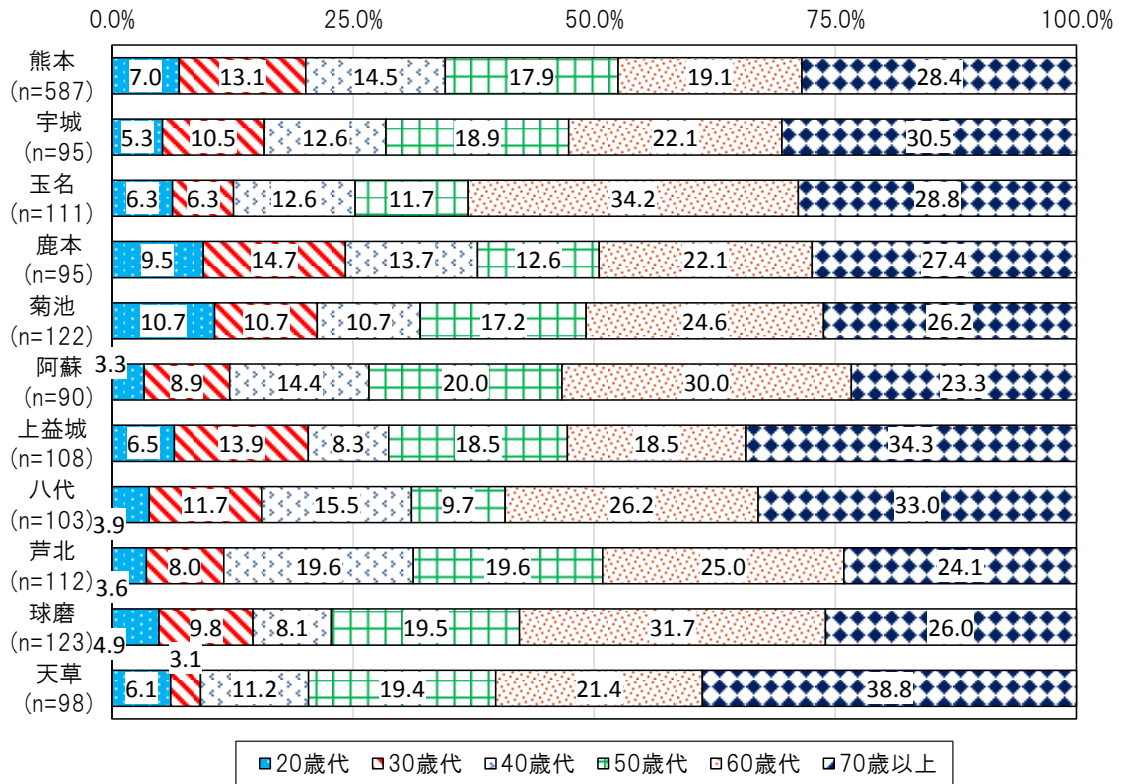 0.0% 25.0% 50.0% 75.0% 100.0%
熊本
(n=587)
7.0 13.1 14.5 17.9 19.1 28.4
宇城
(n=95)
5.3 10.5 12.6 18.9 22.1 30.5
玉名
(n=111)
6.3 6.3 12.6 11.7 34.2 28.8
鹿本
(n=95)
9.5 14.7 13.7 12.6 22.1 27.4
菊池
(n=122)
10.7 10.7 10.7 17.2 24.6 26.2
阿蘇
(n=90)
3.3 8.9 14.4 20.0 30.0 23.3
上益城
(n=108)
6.5 13.9 8.3 18.5 18.5 34.3
八代
(n=103)
3.9 11.7 15.5 9.7 26.2 33.0
芦北
(n=112)
3.6 8.0 19.6 19.6 25.0 24.1
球磨
(n=123)
4.9 9.8 8.1 19.5 31.7 26.0
天草
(n=98)
6.1 3.1 11.2 19.4 21.4 38.8
20歳代 30歳代 40歳代 50歳代 60歳代 70歳以上